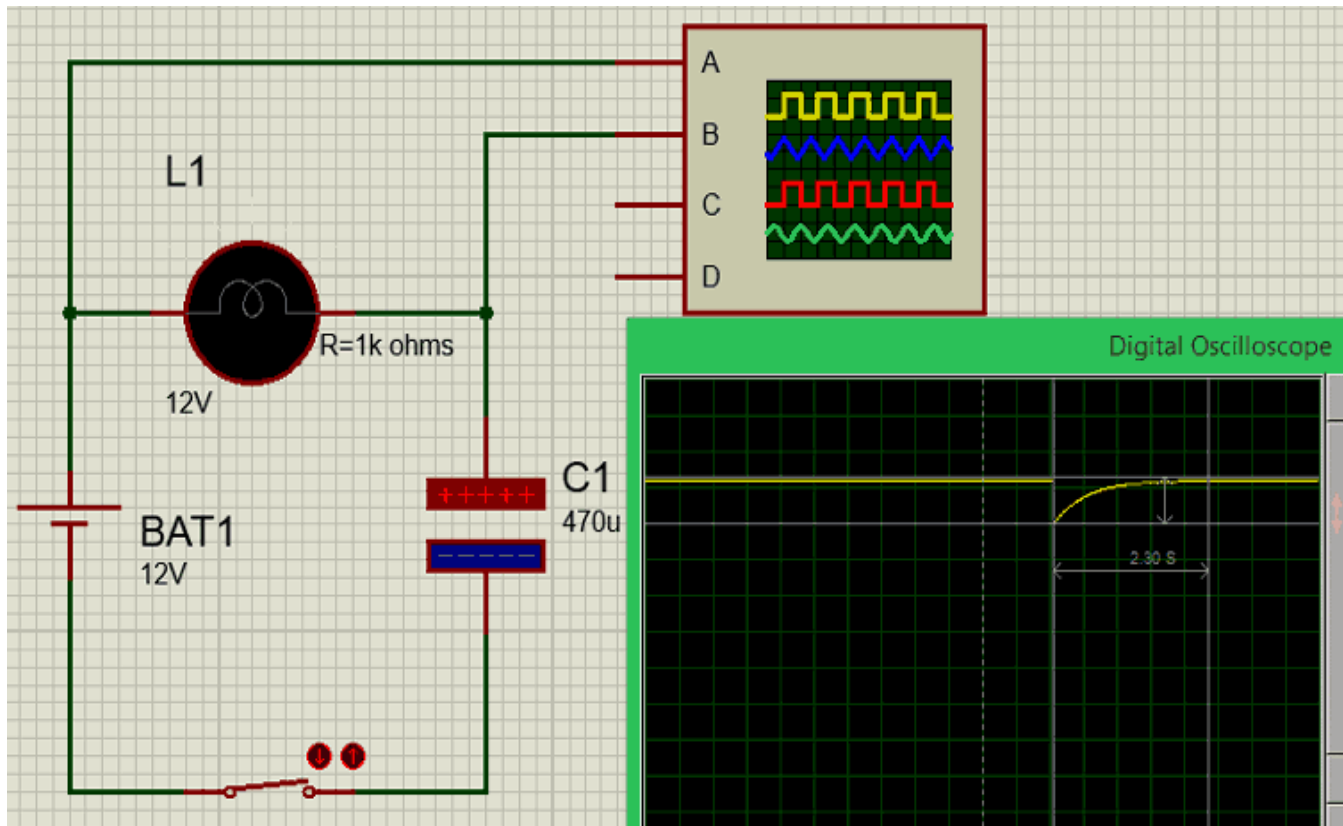 A
B
C
D
L1
R=1k ohms
12V
C1
470u
BAT1
12V
Digital Oscilloscope
2.30 S